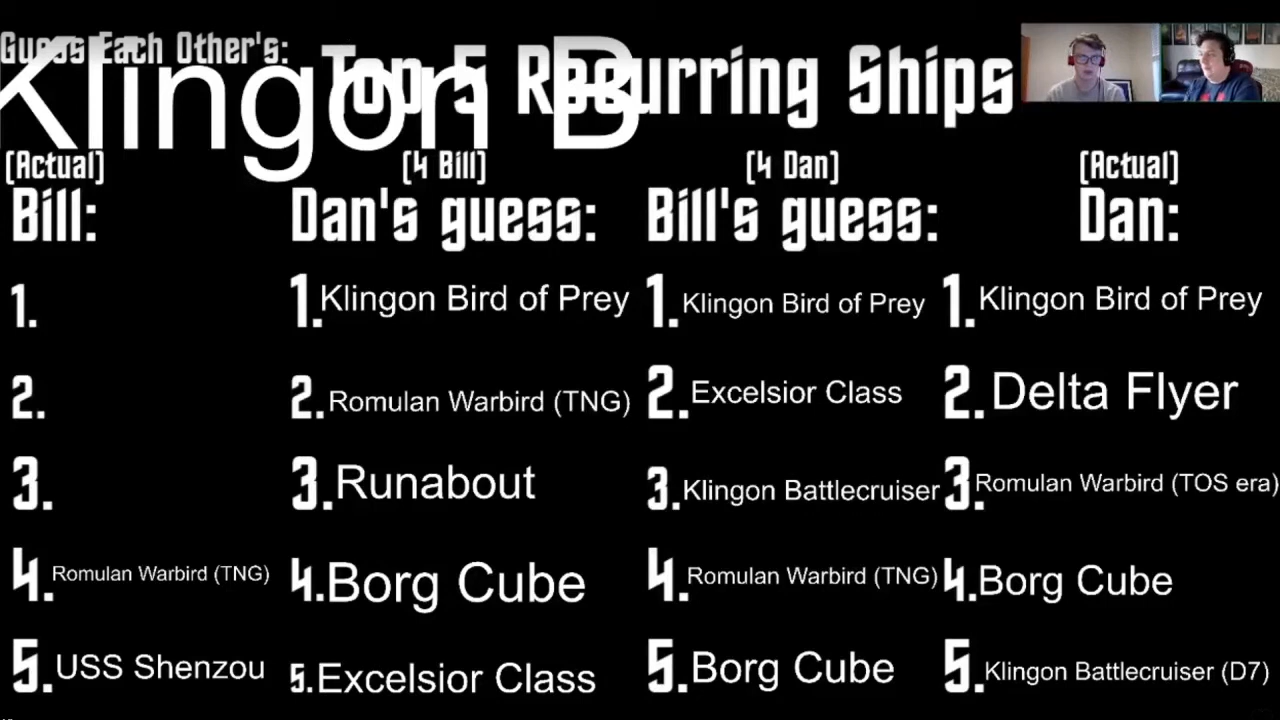 Guess Each Other's:
Top 5 Recurring Ships
Klingon B
(Actual)
Bill:
1.
2.
3.
4. Romulan Warbird (TNG)
5. USS Shenzou
(4 Bill)
Dan's guess:
1. Klingon Bird of Prey
2. Romulan Warbird (TNG)
3. Runabout
4. Borg Cube
5. Excelsior Class
(4 Dan)
Bill's guess:
1. Klingon Bird of Prey
2. Excelsior Class
3. Klingon Battlecruiser
4. Romulan Warbird (TNG)
5. Borg Cube
(Actual)
Dan:
1. Klingon Bird of Prey
2. Delta Flyer
3. Romulan Warbird (TOS era)
4. Borg Cube
5. Klingon Battlecruiser (D7)